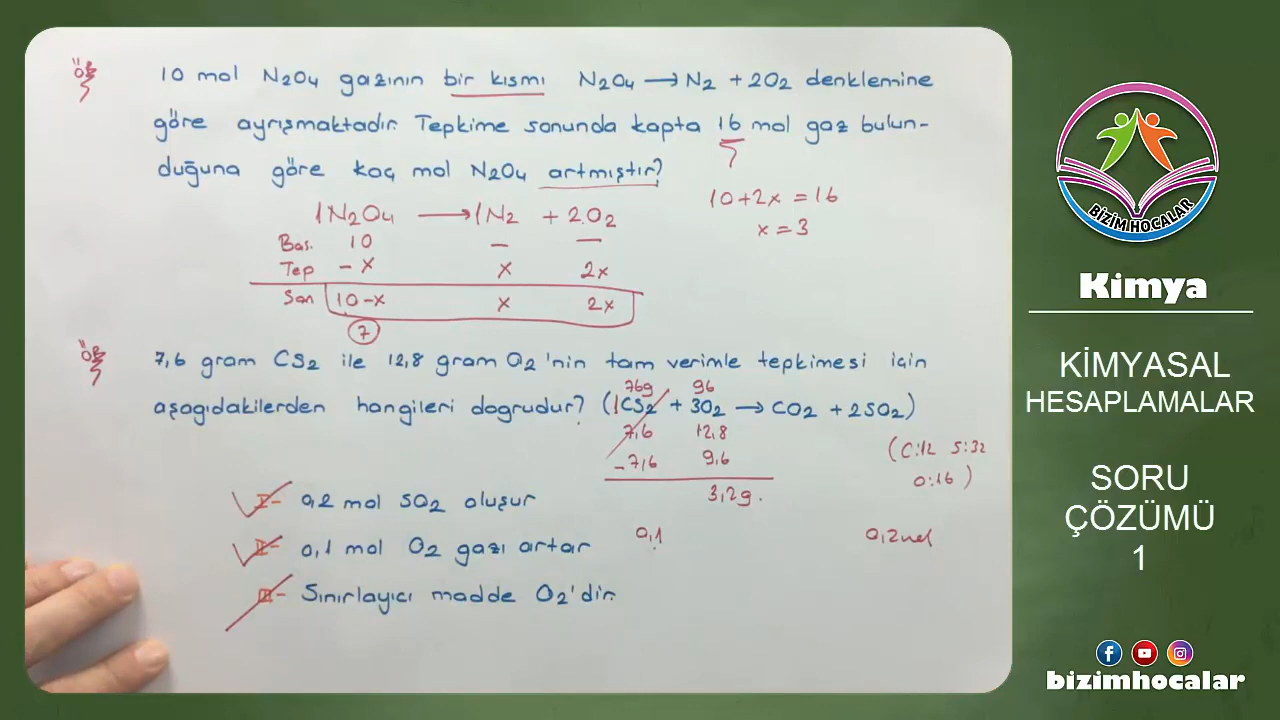 ÖR
10 mol N2O4 gazının bir kısmı N2O4 → N2 + 2O2 denklemine
göre ayrışmaktadır. Tepkime sonunda kapta 16 mol gaz bulun-
duğuna göre kaç mol N2O4 artmıştır?
10+2x = 16
x = 3
1N2O4 → 1N2 + 2O2
Baş. 10 — —
Tep -x x 2x
Son 10-x x 2x
7
ÖR
7,6 gram CS2 ile 12,8 gram O2'nin tam verimle tepkimesi için
76g 96
aşagıdakilerden hangileri dogrudur? (1CS2 + 3O2 → CO2 + 2SO2)
7,6 12,8
-7,6 9,6
3,2g.
(C:12 S:32
O:16)
I- 0,2 mol SO2 oluşur
0,1 0,2mol
II- 0,1 mol O2 gazı artar
III- Sınırlayıcı madde O2'dir.
BİZİM HOCALAR
Kimya
KİMYASAL
HESAPLAMALAR
SORU
ÇÖZÜMÜ
1
bizimhocalar